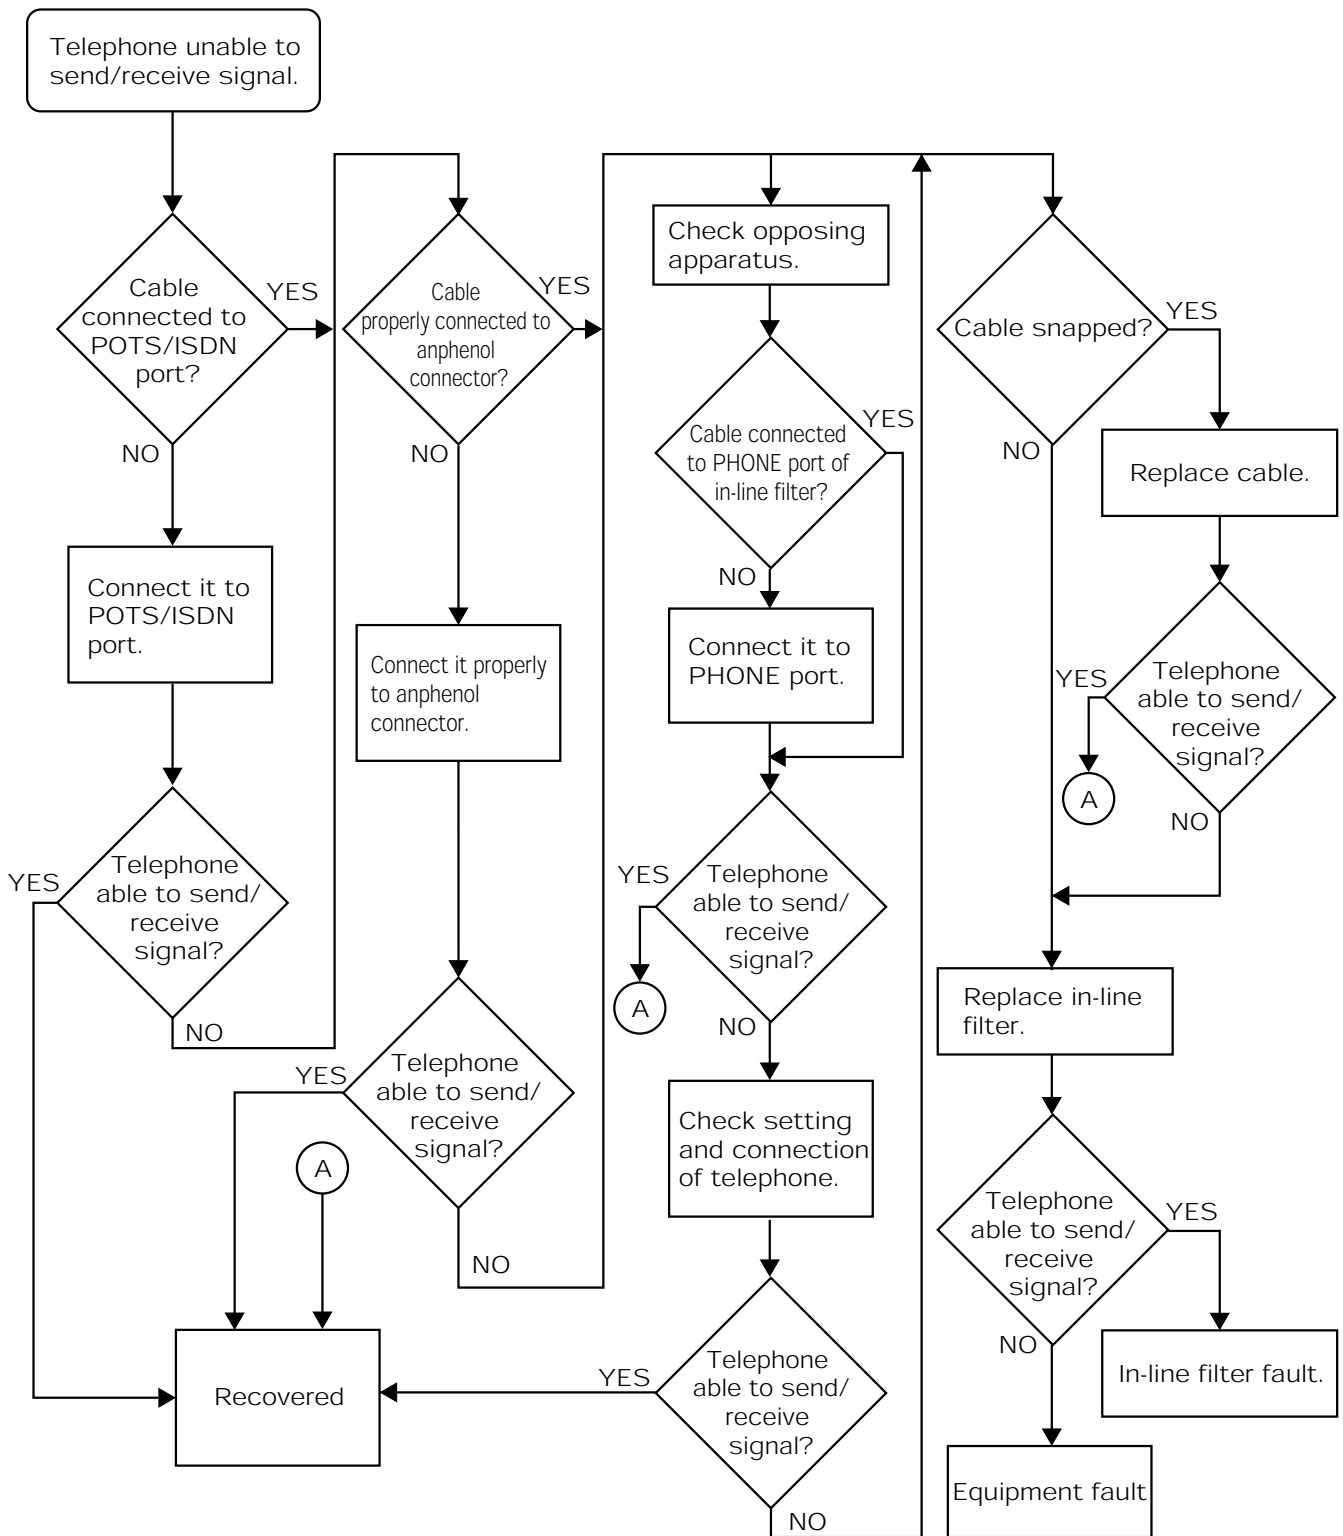 Telephone unable to
send/receive signal.
Cable
connected to
POTS/ISDN
port?
YES
NO
Connect it to
POTS/ISDN
port.
Telephone
able to send/
receive
signal?
YES
NO
Cable
properly connected to
anphenol
connector?
YES
NO
Connect it properly
to anphenol
connector.
Telephone
able to send/
receive
signal?
YES
NO
A
Recovered
Check opposing
apparatus.
Cable connected
to PHONE port of
in-line filter?
YES
NO
Connect it to
PHONE port.
Telephone
able to send/
receive
signal?
YES
A
NO
Check setting
and connection
of telephone.
Telephone
able to send/
receive
signal?
YES
NO
Cable snapped?
YES
NO
Replace cable.
Telephone
able to send/
receive
signal?
YES
A
NO
Replace in-line
filter.
Telephone
able to send/
receive
signal?
YES
NO
In-line filter fault.
Equipment fault